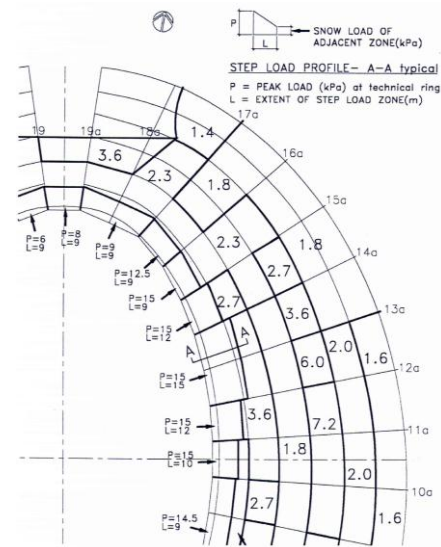 P
L
SNOW LOAD OF
ADJACENT ZONE(kPa)
STEP LOAD PROFILE- A-A typical
P = PEAK LOAD (kPa) at technical ring
L = EXTENT OF STEP LOAD ZONE(m)
19
19a
18a
17a
16a
15a
14a
13a
12a
11a
10a
1.4
3.6
2.3
1.8
2.3
1.8
2.7
2.7
3.6
2.0
6.0
1.6
3.6
7.2
1.8
2.0
2.7
1.6
P=6
L=9
P=8
L=9
P=9
L=9
P=12.5
L=9
P=15
L=9
P=15
L=12
A
A
P=15
L=15
P=15
L=12
P=15
L=10
P=14.5
L=9